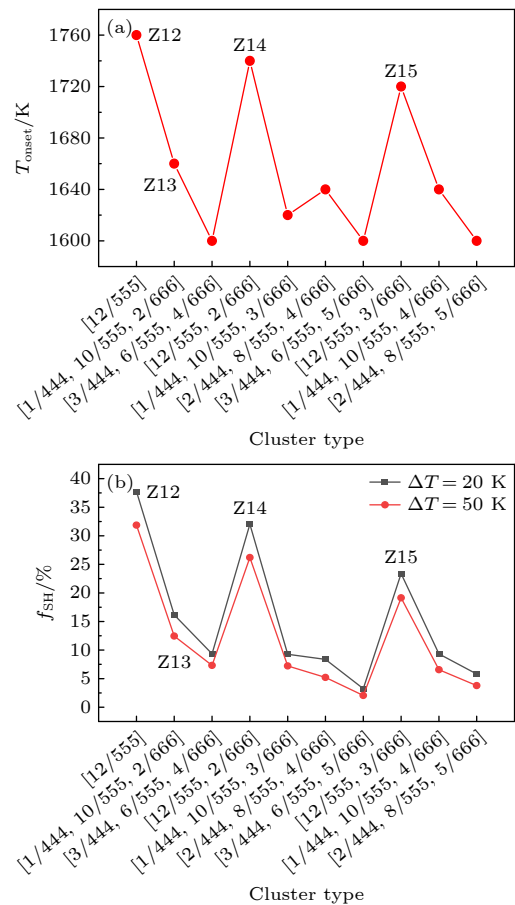 (a)
Z12
Z13
Z14
Z15
1760
1720
1680
1640
1600
T_onset/K
[12/555]
[1/444, 10/555, 2/666]
[3/444, 6/555, 4/666]
[12/555, 2/666]
[1/444, 10/555, 3/666]
[2/444, 8/555, 4/666]
[3/444, 6/555, 5/666]
[12/555, 3/666]
[1/444, 10/555, 4/666]
[2/444, 8/555, 5/666]
Cluster type
(b)
Z12
Z13
Z14
Z15
ΔT = 20 K
ΔT = 50 K
40
35
30
25
20
15
10
5
0
f_SH/%
[12/555]
[1/444, 10/555, 2/666]
[3/444, 6/555, 4/666]
[12/555, 2/666]
[1/444, 10/555, 3/666]
[2/444, 8/555, 4/666]
[3/444, 6/555, 5/666]
[12/555, 3/666]
[1/444, 10/555, 4/666]
[2/444, 8/555, 5/666]
Cluster type